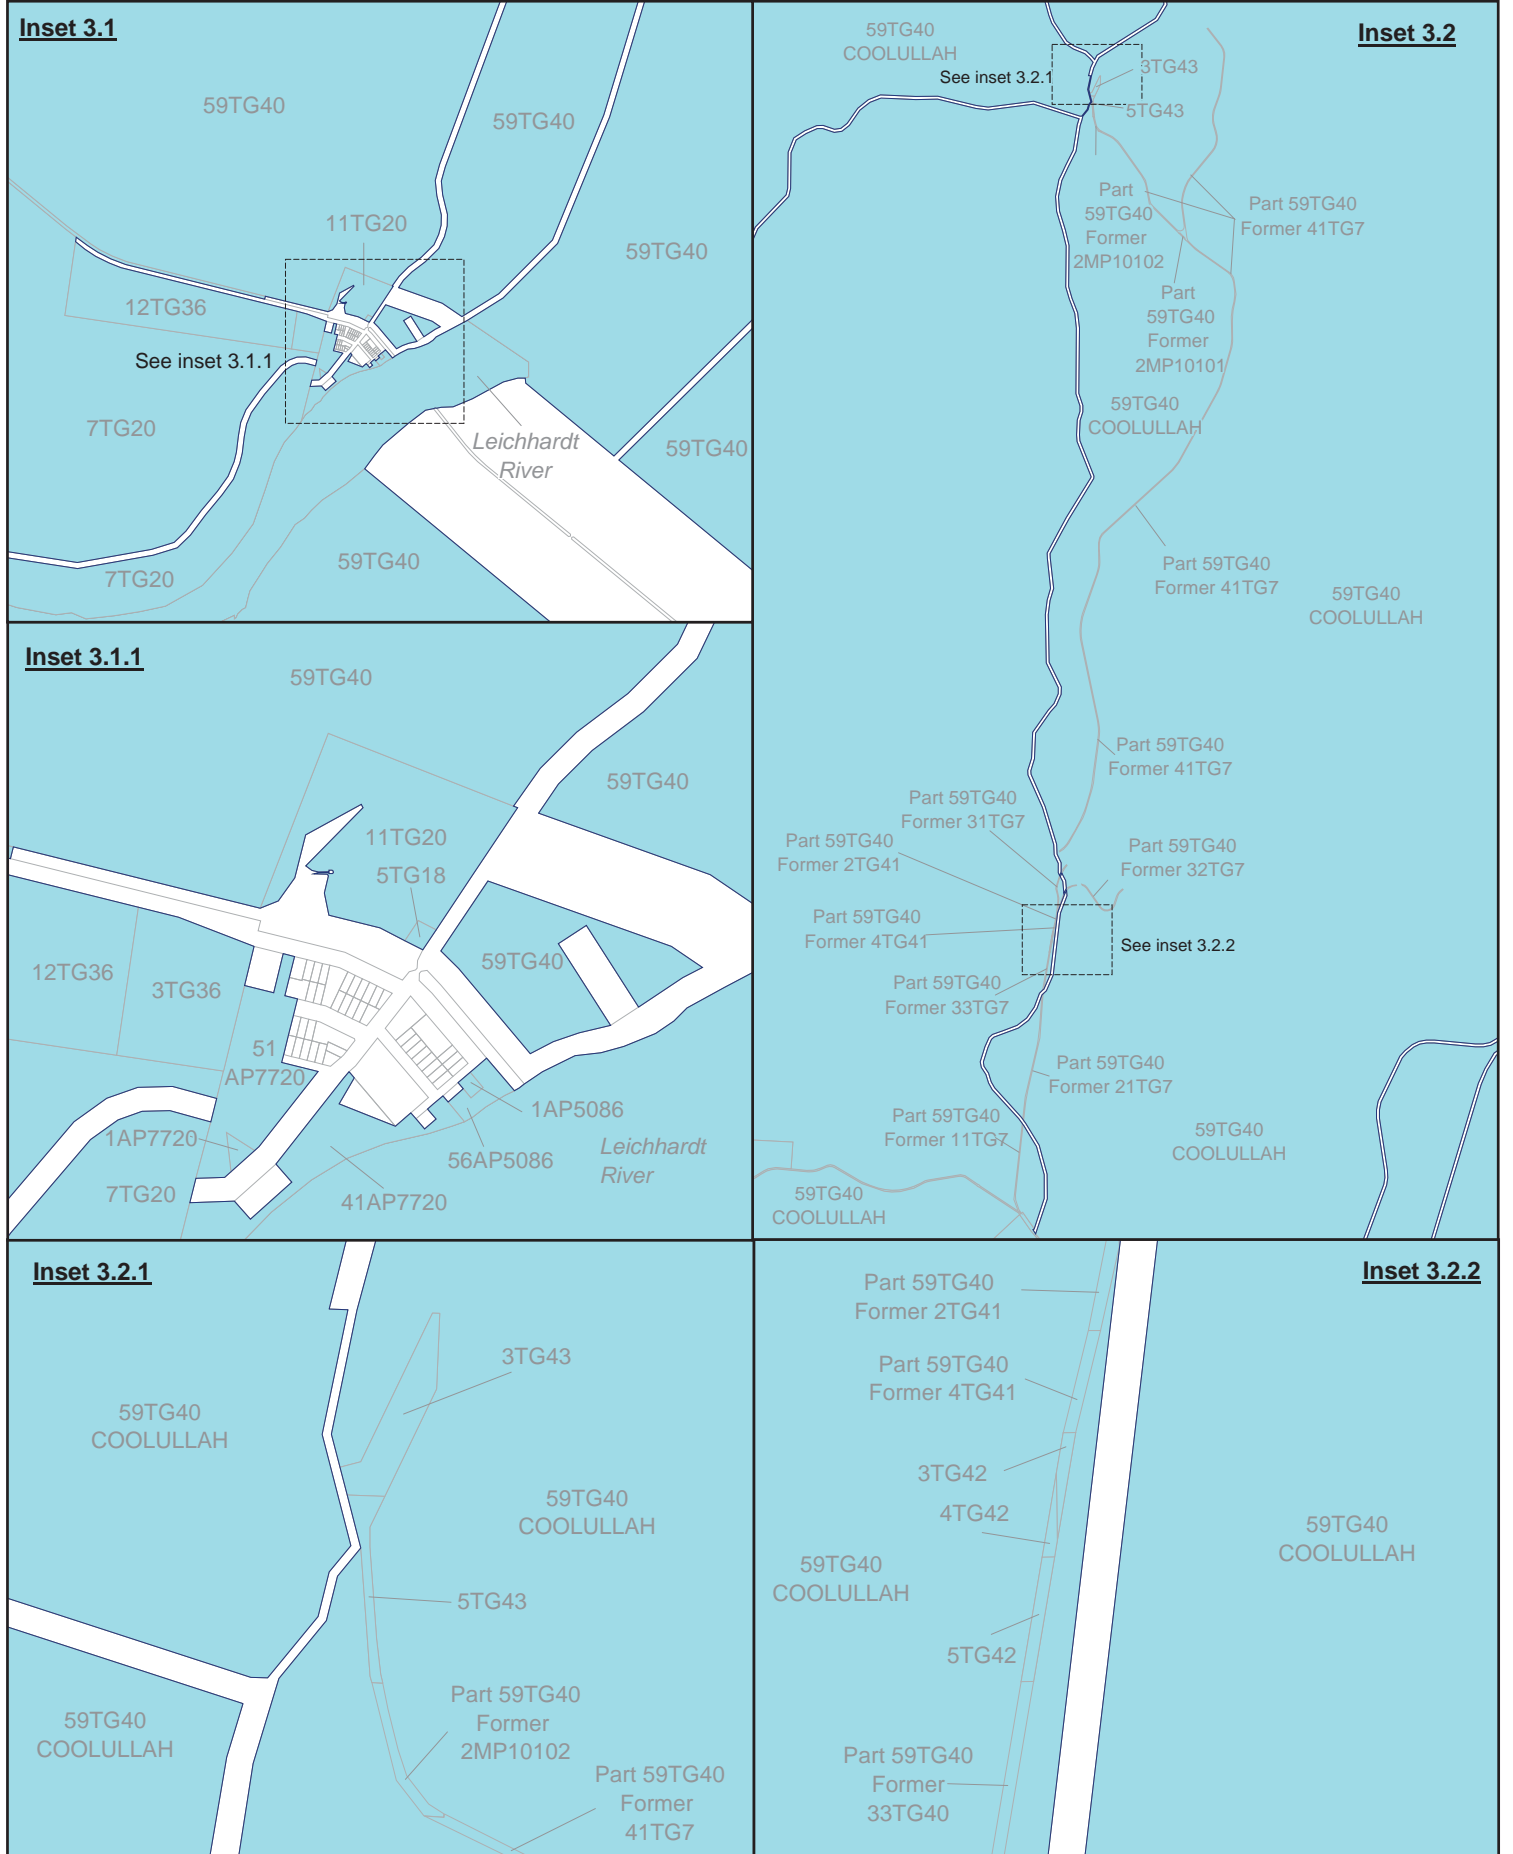 Inset 3.1
59TG40
59TG40
11TG20
59TG40
12TG36
See inset 3.1.1
7TG20
Leichhardt
River
59TG40
59TG40
7TG20
Inset 3.2
59TG40
COOLULLAH
See inset 3.2.1
3TG43
5TG43
Part
59TG40
Former
2MP10102
Part 59TG40
Former 41TG7
Part
59TG40
Former
2MP10101
59TG40
COOLULLAH
Part 59TG40
Former 41TG7
59TG40
COOLULLAH
Part 59TG40
Former 41TG7
Part 59TG40
Former 31TG7
Part 59TG40
Former 2TG41
Part 59TG40
Former 32TG7
Part 59TG40
Former 4TG41
See inset 3.2.2
Part 59TG40
Former 33TG7
Part 59TG40
Former 21TG7
Part 59TG40
Former 11TG7
59TG40
COOLULLAH
59TG40
COOLULLAH
Inset 3.1.1
59TG40
59TG40
11TG20
5TG18
59TG40
12TG36
3TG36
51
AP7720
1AP5086
1AP7720
56AP5086
Leichhardt
River
7TG20
41AP7720
Inset 3.2.1
3TG43
59TG40
COOLULLAH
59TG40
COOLULLAH
5TG43
Part 59TG40
Former
2MP10102
59TG40
COOLULLAH
Part 59TG40
Former
41TG7
Inset 3.2.2
Part 59TG40
Former 2TG41
Part 59TG40
Former 4TG41
3TG42
4TG42
59TG40
COOLULLAH
59TG40
COOLULLAH
5TG42
Part 59TG40
Former
33TG40